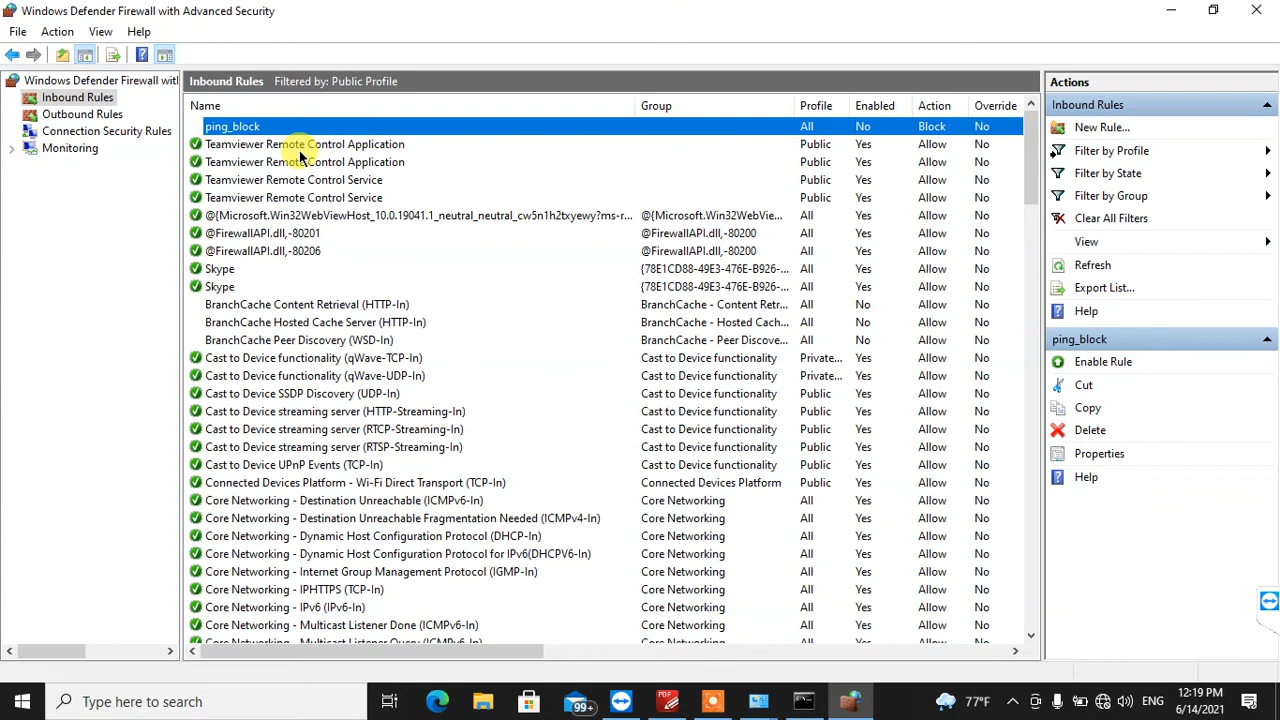 Windows Defender Firewall with Advanced Security
File Action View Help
Windows Defender Firewall witl
Inbound Rules
Outbound Rules
Connection Security Rules
Monitoring
Inbound Rules Filtered by: Public Profile
Name Group Profile Enabled Action Override
ping_block All No Block No
Teamviewer Remote Control Application Public Yes Allow No
Teamviewer Remote Control Application Public Yes Allow No
Teamviewer Remote Control Service Public Yes Allow No
Teamviewer Remote Control Service Public Yes Allow No
@{Microsoft.Win32WebViewHost_10.0.19041.1_neutral_neutral_cw5n1h2txyewy?ms-r... @{Microsoft.Win32WebVie... All Yes Allow No
@FirewallAPI.dll,-80201 @FirewallAPI.dll,-80200 All Yes Allow No
@FirewallAPI.dll,-80206 @FirewallAPI.dll,-80200 All Yes Allow No
Skype {78E1CD88-49E3-476E-B926-... All Yes Allow No
Skype {78E1CD88-49E3-476E-B926-... All Yes Allow No
BranchCache Content Retrieval (HTTP-In) BranchCache - Content Retr... All No Allow No
BranchCache Hosted Cache Server (HTTP-In) BranchCache - Hosted Cach... All No Allow No
BranchCache Peer Discovery (WSD-In) BranchCache - Peer Discove... All No Allow No
Cast to Device functionality (qWave-TCP-In) Cast to Device functionality Private... Yes Allow No
Cast to Device functionality (qWave-UDP-In) Cast to Device functionality Private... Yes Allow No
Cast to Device SSDP Discovery (UDP-In) Cast to Device functionality Public Yes Allow No
Cast to Device streaming server (HTTP-Streaming-In) Cast to Device functionality Public Yes Allow No
Cast to Device streaming server (RTCP-Streaming-In) Cast to Device functionality Public Yes Allow No
Cast to Device streaming server (RTSP-Streaming-In) Cast to Device functionality Public Yes Allow No
Cast to Device UPnP Events (TCP-In) Cast to Device functionality Public Yes Allow No
Connected Devices Platform - Wi-Fi Direct Transport (TCP-In) Connected Devices Platform Public Yes Allow No
Core Networking - Destination Unreachable (ICMPv6-In) Core Networking All Yes Allow No
Core Networking - Destination Unreachable Fragmentation Needed (ICMPv4-In) Core Networking All Yes Allow No
Core Networking - Dynamic Host Configuration Protocol (DHCP-In) Core Networking All Yes Allow No
Core Networking - Dynamic Host Configuration Protocol for IPv6(DHCPV6-In) Core Networking All Yes Allow No
Core Networking - Internet Group Management Protocol (IGMP-In) Core Networking All Yes Allow No
Core Networking - IPHTTPS (TCP-In) Core Networking All Yes Allow No
Core Networking - IPv6 (IPv6-In) Core Networking All Yes Allow No
Core Networking - Multicast Listener Done (ICMPv6-In) Core Networking All Yes Allow No
Core Networking - Multicast Listener Query (ICMPv6-In) Core Networking All Yes Allow No
Actions
Inbound Rules
New Rule...
Filter by Profile
Filter by State
Filter by Group
Clear All Filters
View
Refresh
Export List...
Help
ping_block
Enable Rule
Cut
Copy
Delete
Properties
Help
Type here to search
99+
PDF
77°F
ENG
12:19 PM
6/14/2021